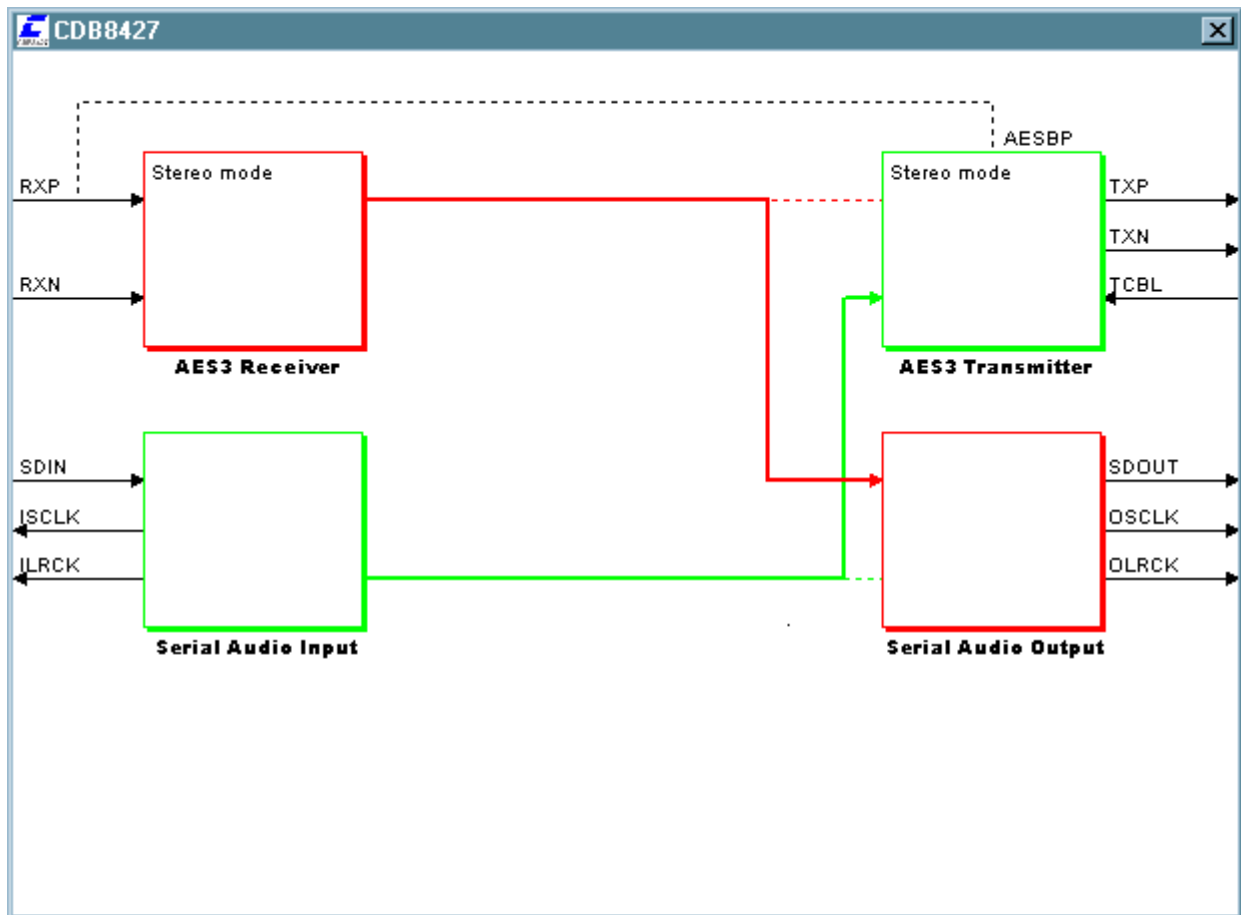 CDB8427
AESBP
Stereo mode
Stereo mode
RXP
TXP
TXN
RXN
TCBL
AES3 Receiver
AES3 Transmitter
SDIN
SDOUT
ISCLK
OSCLK
ILRCK
OLRCK
Serial Audio Input
Serial Audio Output